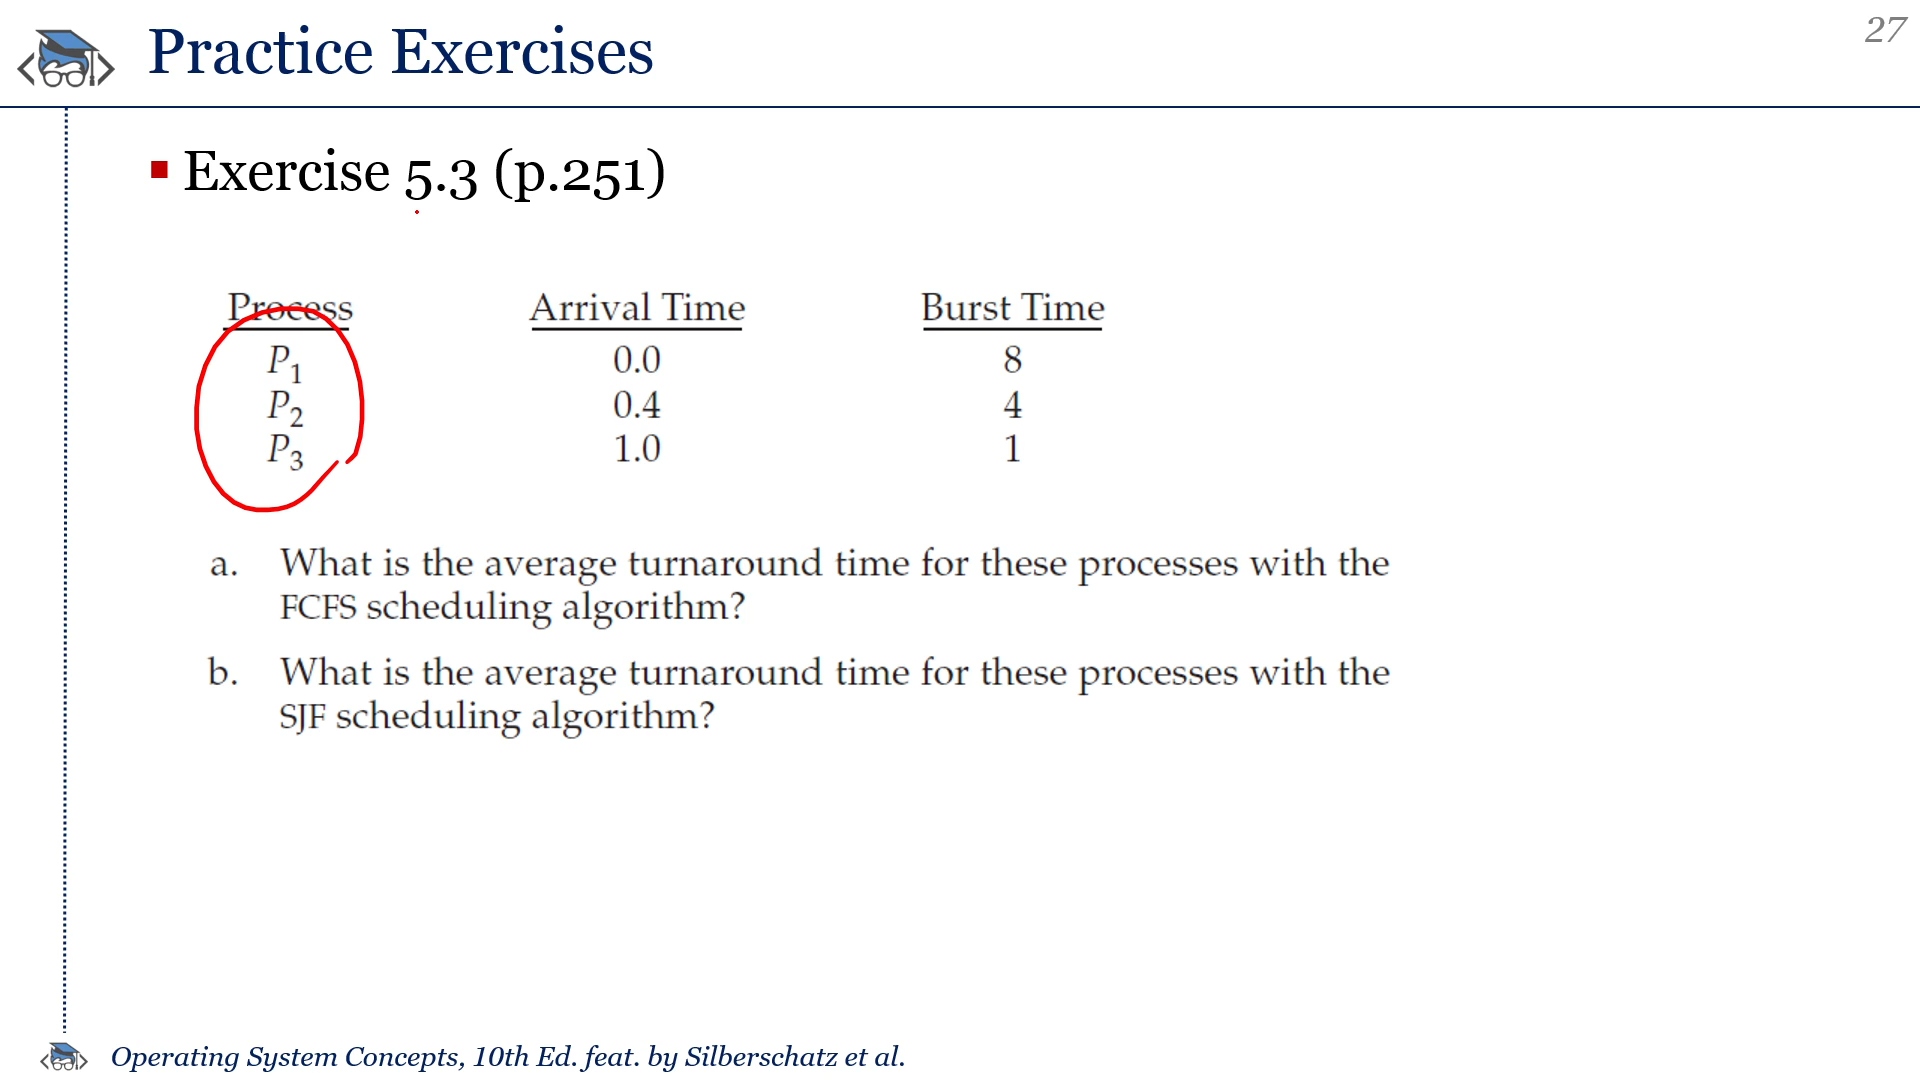 Practice Exercises
27
Exercise 5.3 (p.251)
Process Arrival Time Burst Time
P1 0.0 8
P2 0.4 4
P3 1.0 1
a. What is the average turnaround time for these processes with the
FCFS scheduling algorithm?
b. What is the average turnaround time for these processes with the
SJF scheduling algorithm?
Operating System Concepts, 10th Ed. feat. by Silberschatz et al.